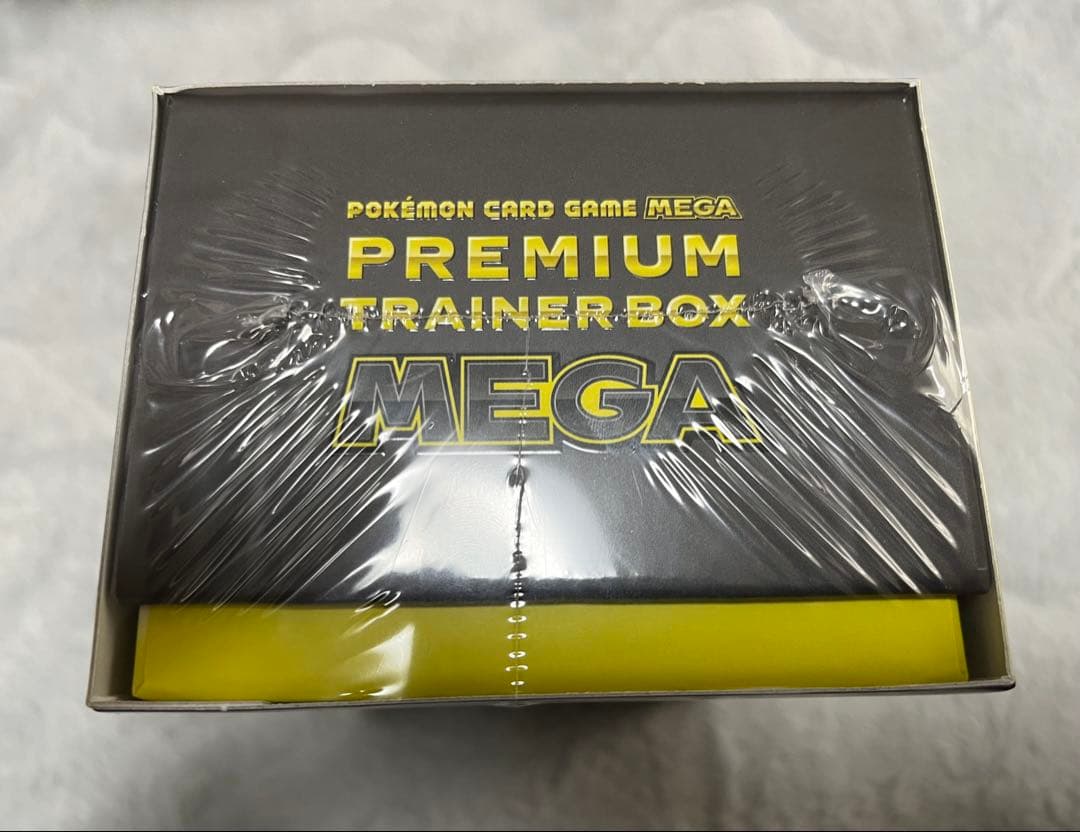 POKÉMON CARD GAME MEGA
PREMIUM
TRAINER BOX
MEGA